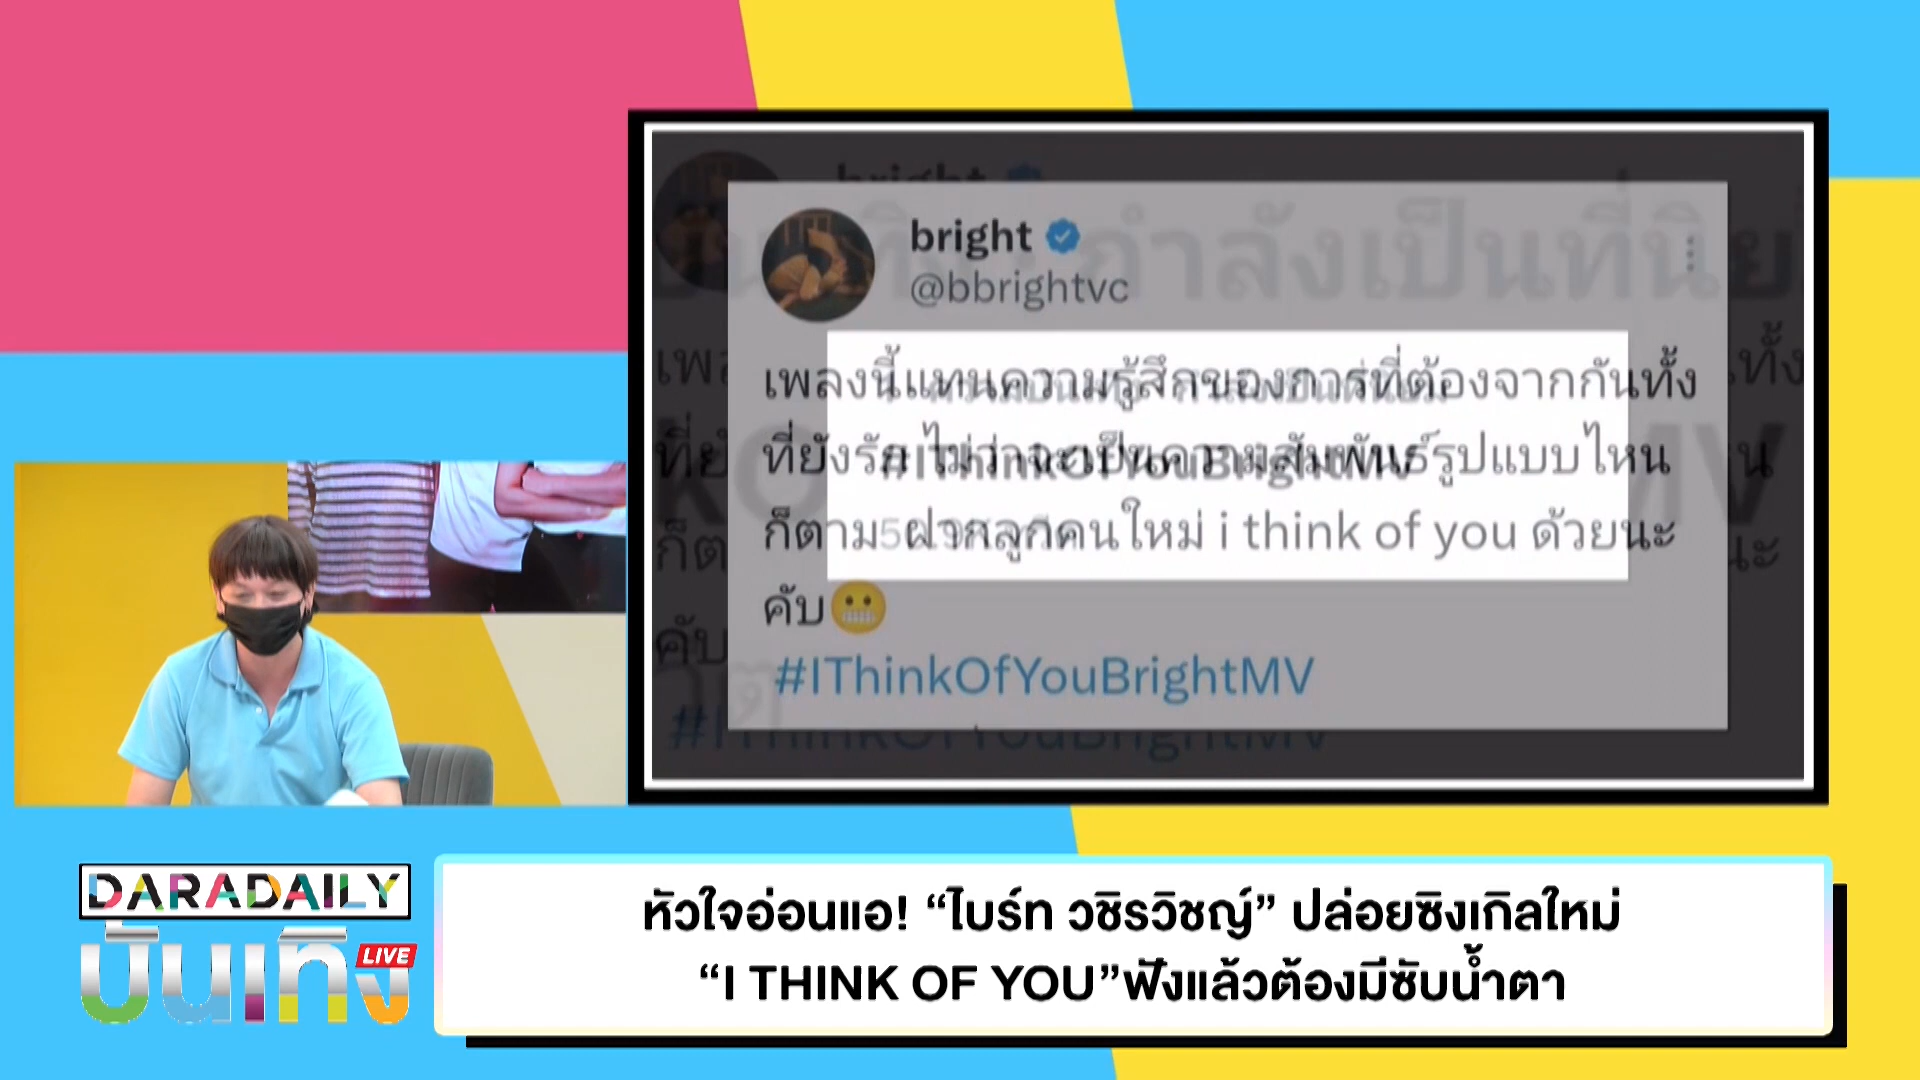 bright
@bbrightvc
เพลงนี้แทนความรู้สึกของการที่ต้องจากกันทั้ง
ที่ยังรัก ไม่ว่าจะเป็นความสัมพันธ์รูปแบบไหน
ก็ตาม ฝากลูกคนใหม่ i think of you ด้วยนะ
คับ😬
#IThinkOfYouBrightMV
DARADAILY
บันเทิง LIVE
หัวใจอ่อนแอ! “ไบร์ท วชิรวิชญ์” ปล่อยซิงเกิลใหม่
“I THINK OF YOU”ฟังแล้วต้องมีซับน้ำตา